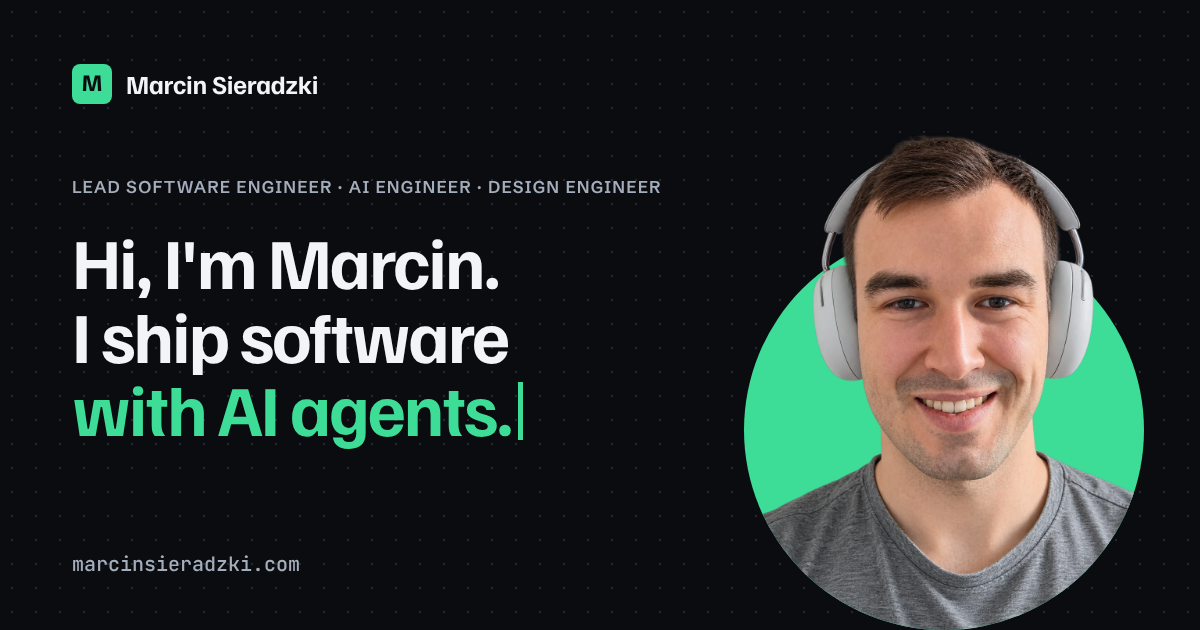 M
Marcin Sieradzki
LEAD SOFTWARE ENGINEER · AI ENGINEER · DESIGN ENGINEER
Hi, I'm Marcin.
I ship software
with AI agents.
marcinsieradzki.com